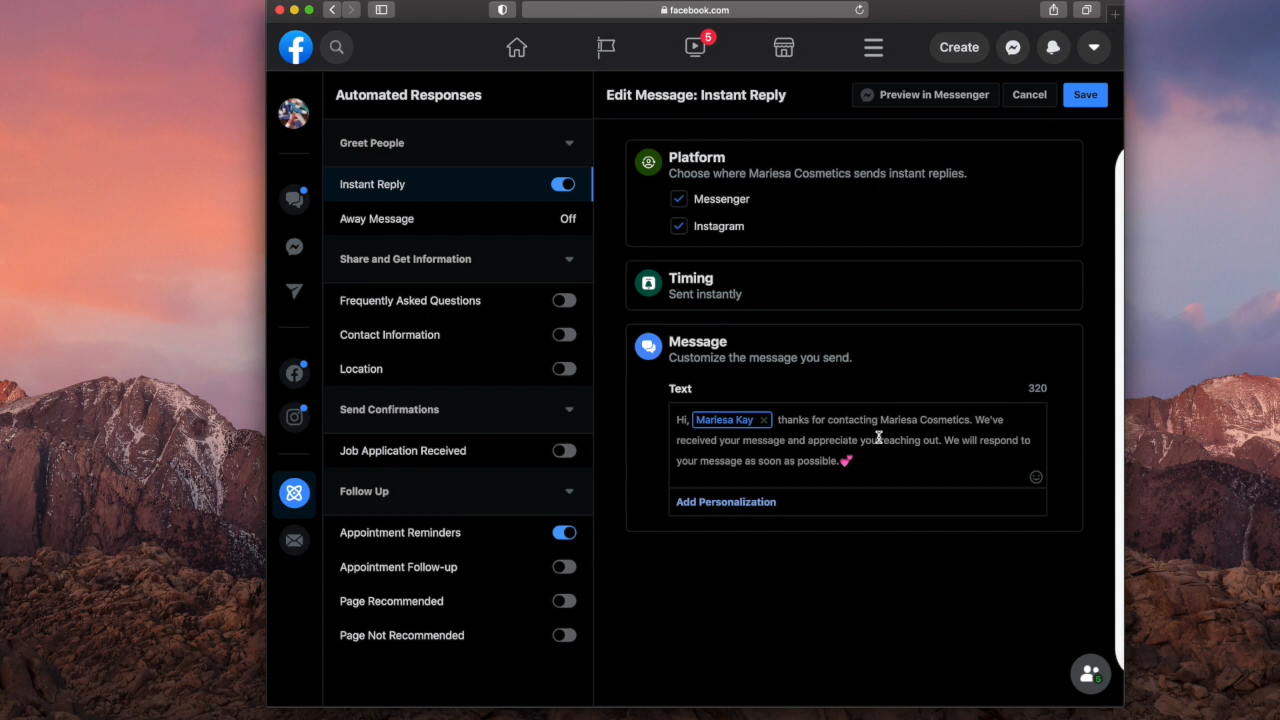 facebook.com
5
Create
Automated Responses
Edit Message: Instant Reply
Preview in Messenger
Cancel
Save
Greet People
Instant Reply
Away Message
Off
Share and Get Information
Frequently Asked Questions
Contact Information
Location
Send Confirmations
Job Application Received
Follow Up
Appointment Reminders
Appointment Follow-up
Page Recommended
Page Not Recommended
Platform
Choose where Mariesa Cosmetics sends instant replies.
Messenger
Instagram
Timing
Sent instantly
Message
Customize the message you send.
Text
320
Hi, Mariesa Kay × thanks for contacting Mariesa Cosmetics. We've
received your message and appreciate you reaching out. We will respond to
your message as soon as possible.💕
Add Personalization
5